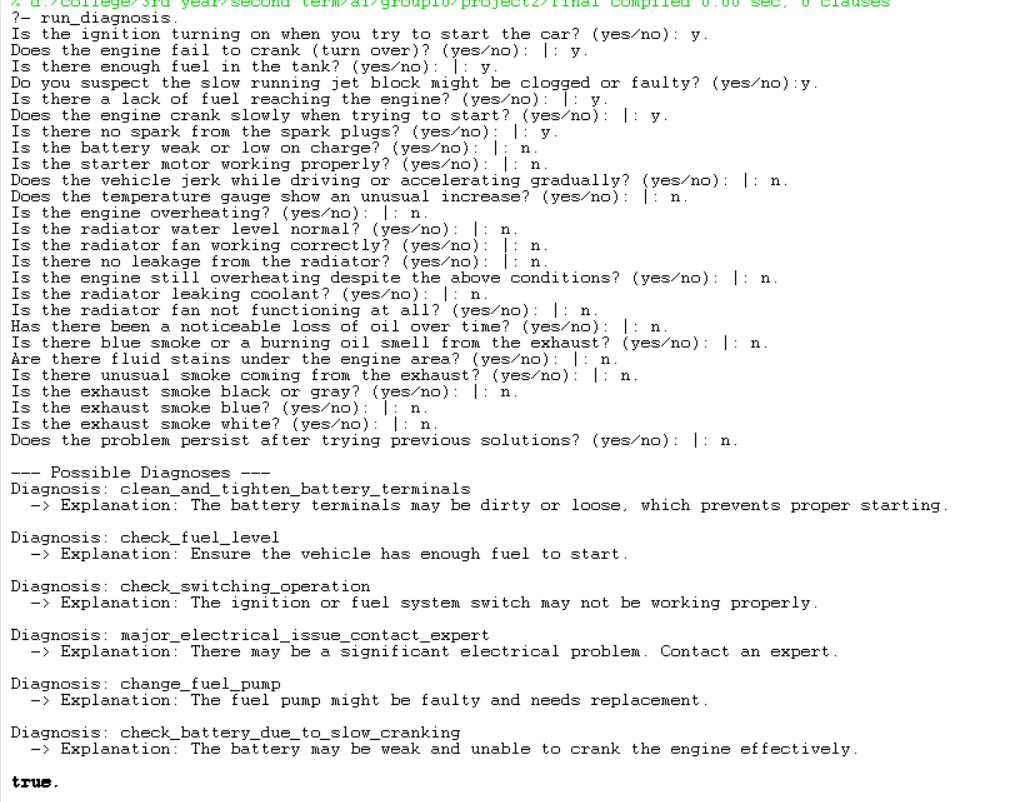 % d:/college/3rd year/second term/ai/group10/project2/final compiled 0.00 sec, 0 clauses
?- run_diagnosis.
Is the ignition turning on when you try to start the car? (yes/no): y.
Does the engine fail to crank (turn over)? (yes/no): |: y.
Is there enough fuel in the tank? (yes/no): |: y.
Do you suspect the slow running jet block might be clogged or faulty? (yes/no):y.
Is there a lack of fuel reaching the engine? (yes/no): |: y.
Does the engine crank slowly when trying to start? (yes/no): |: y.
Is there no spark from the spark plugs? (yes/no): |: y.
Is the battery weak or low on charge? (yes/no): |: n.
Is the starter motor working properly? (yes/no): |: n.
Does the vehicle jerk while driving or accelerating gradually? (yes/no): |: n.
Does the temperature gauge show an unusual increase? (yes/no): |: n.
Is the engine overheating? (yes/no): |: n.
Is the radiator water level normal? (yes/no): |: n.
Is the radiator fan working correctly? (yes/no): |: n.
Is there no leakage from the radiator? (yes/no): |: n.
Is the engine still overheating despite the above conditions? (yes/no): |: n.
Is the radiator leaking coolant? (yes/no): |: n.
Is the radiator fan not functioning at all? (yes/no): |: n.
Has there been a noticeable loss of oil over time? (yes/no): |: n.
Is there blue smoke or a burning oil smell from the exhaust? (yes/no): |: n.
Are there fluid stains under the engine area? (yes/no): |: n.
Is there unusual smoke coming from the exhaust? (yes/no): |: n.
Is the exhaust smoke black or gray? (yes/no): |: n.
Is the exhaust smoke blue? (yes/no): |: n.
Is the exhaust smoke white? (yes/no): |: n.
Does the problem persist after trying previous solutions? (yes/no): |: n.
--- Possible Diagnoses ---
Diagnosis: clean_and_tighten_battery_terminals
-> Explanation: The battery terminals may be dirty or loose, which prevents proper starting.
Diagnosis: check_fuel_level
-> Explanation: Ensure the vehicle has enough fuel to start.
Diagnosis: check_switching_operation
-> Explanation: The ignition or fuel system switch may not be working properly.
Diagnosis: major_electrical_issue_contact_expert
-> Explanation: There may be a significant electrical problem. Contact an expert.
Diagnosis: change_fuel_pump
-> Explanation: The fuel pump might be faulty and needs replacement.
Diagnosis: check_battery_due_to_slow_cranking
-> Explanation: The battery may be weak and unable to crank the engine effectively.
true.